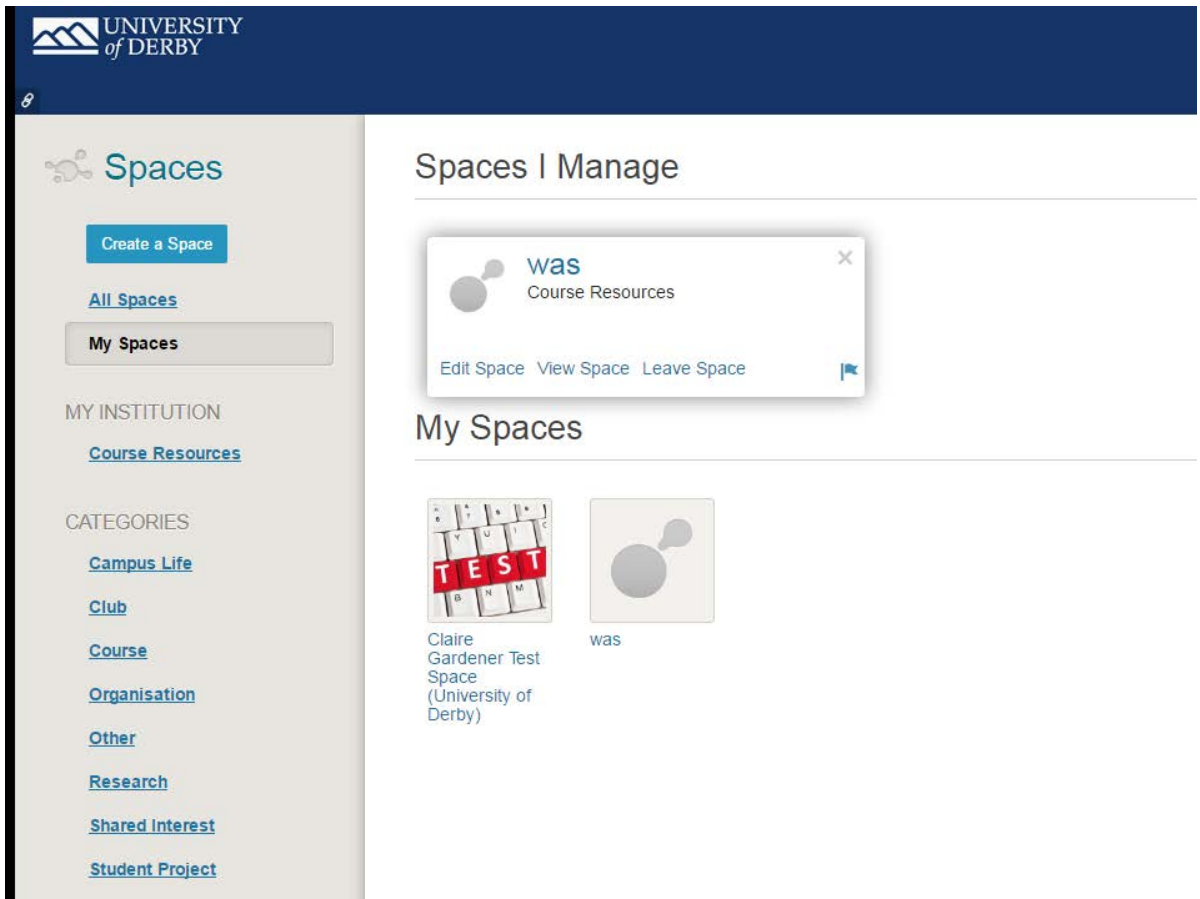 UNIVERSITY
of DERBY
Spaces
Create a Space
All Spaces
My Spaces
MY INSTITUTION
Course Resources
CATEGORIES
Campus Life
Club
Course
Organisation
Other
Research
Shared Interest
Student Project
Spaces I Manage
was
Course Resources
Edit Space View Space Leave Space
My Spaces
Y U I
TEST
B N M
Claire
Gardener Test
Space
(University of
Derby)
was